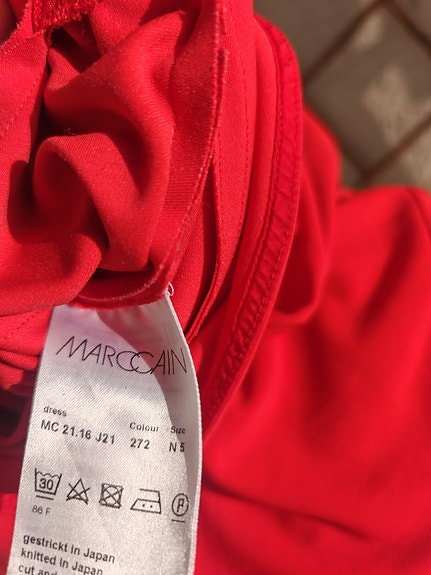 MARCCAIN
dress
Colour Size
MC 21.16 J21 272 N 5
30 P
86 F
gestrickt in Japan
knitted in Japan
cut and